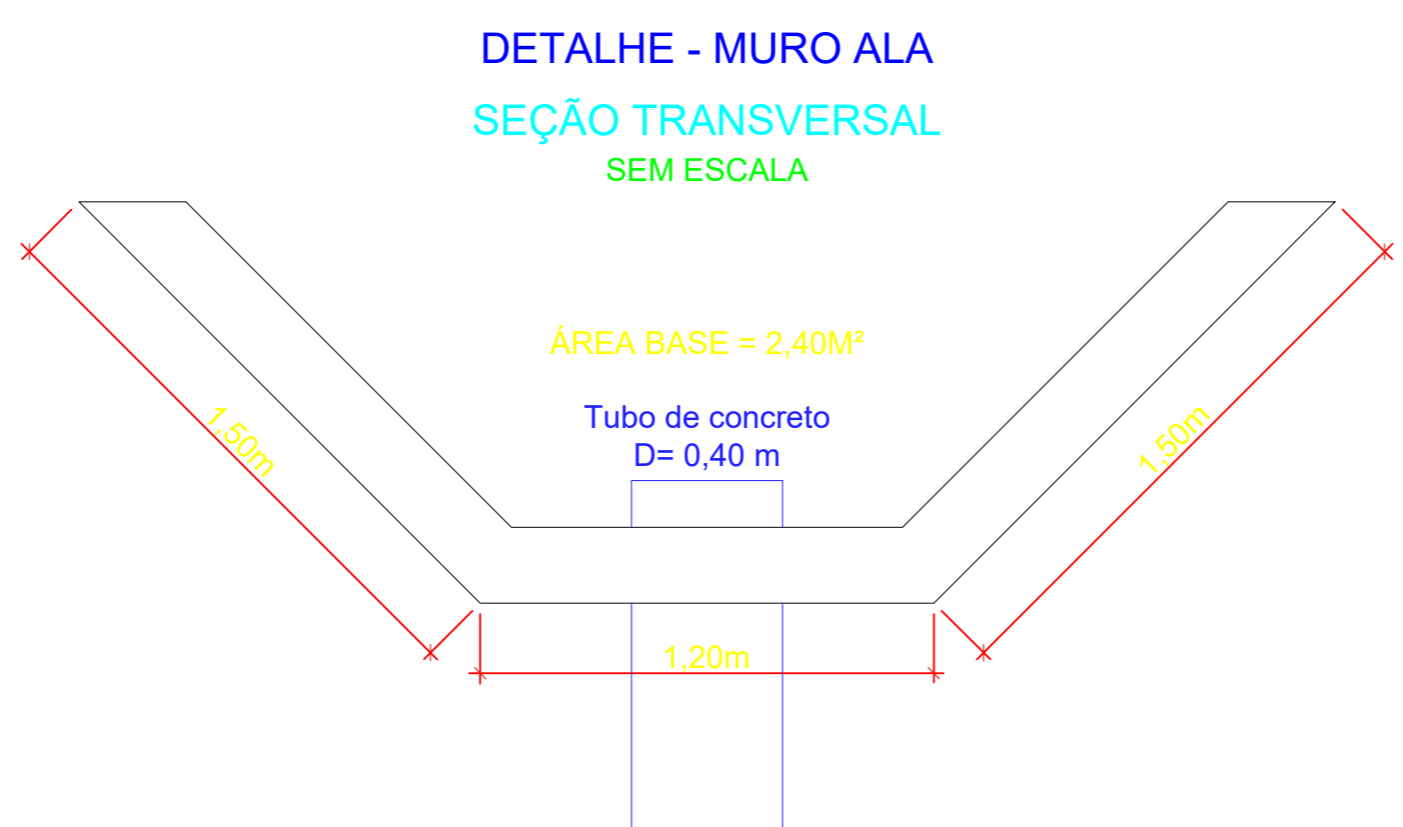 DETALHE - MURO ALA
SEÇÃO TRANSVERSAL
SEM ESCALA
ÁREA BASE = 2,40M²
Tubo de concreto
D= 0,40 m
1,50m
1,50m
1,20m